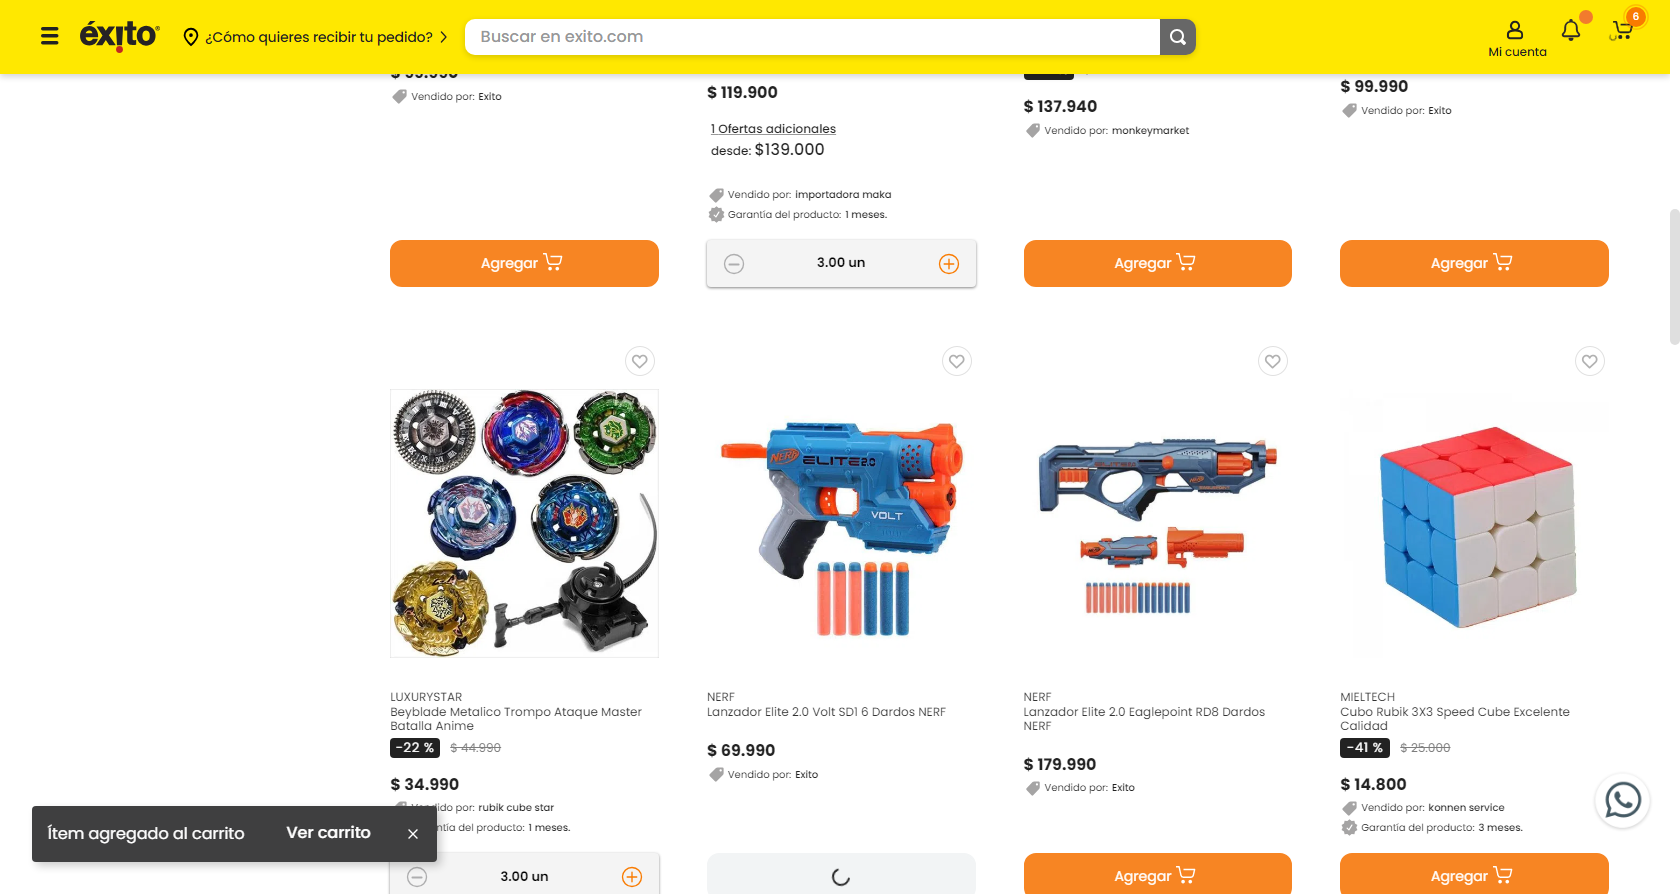 éxito
¿Cómo quieres recibir tu pedido?
Buscar en exito.com
Mi cuenta
6
Vendido por: Exito
$ 119.900
1 Ofertas adicionales
desde: $139.000
Vendido por: importadora maka
Garantía del producto: 1 meses.
$ 137.940
Vendido por: monkeymarket
$ 99.990
Vendido por: Exito
Agregar
3.00 un
Agregar
Agregar
NERF ELITE 2.0
VOLT
LUXURYSTAR
Beyblade Metalico Trompo Ataque Master
Batalla Anime
-22 % $ 44.990
$ 34.990
Vendido por: rubik cube star
ntía del producto: 1 meses.
3.00 un
NERF
Lanzador Elite 2.0 Volt SD1 6 Dardos NERF
$ 69.990
Vendido por: Exito
NERF
Lanzador Elite 2.0 Eaglepoint RD8 Dardos
NERF
$ 179.990
Vendido por: Exito
Agregar
MIELTECH
Cubo Rubik 3X3 Speed Cube Excelente
Calidad
-41 % $ 25.000
$ 14.800
Vendido por: konnen service
Garantía del producto: 3 meses.
Agregar
Ítem agregado al carrito Ver carrito